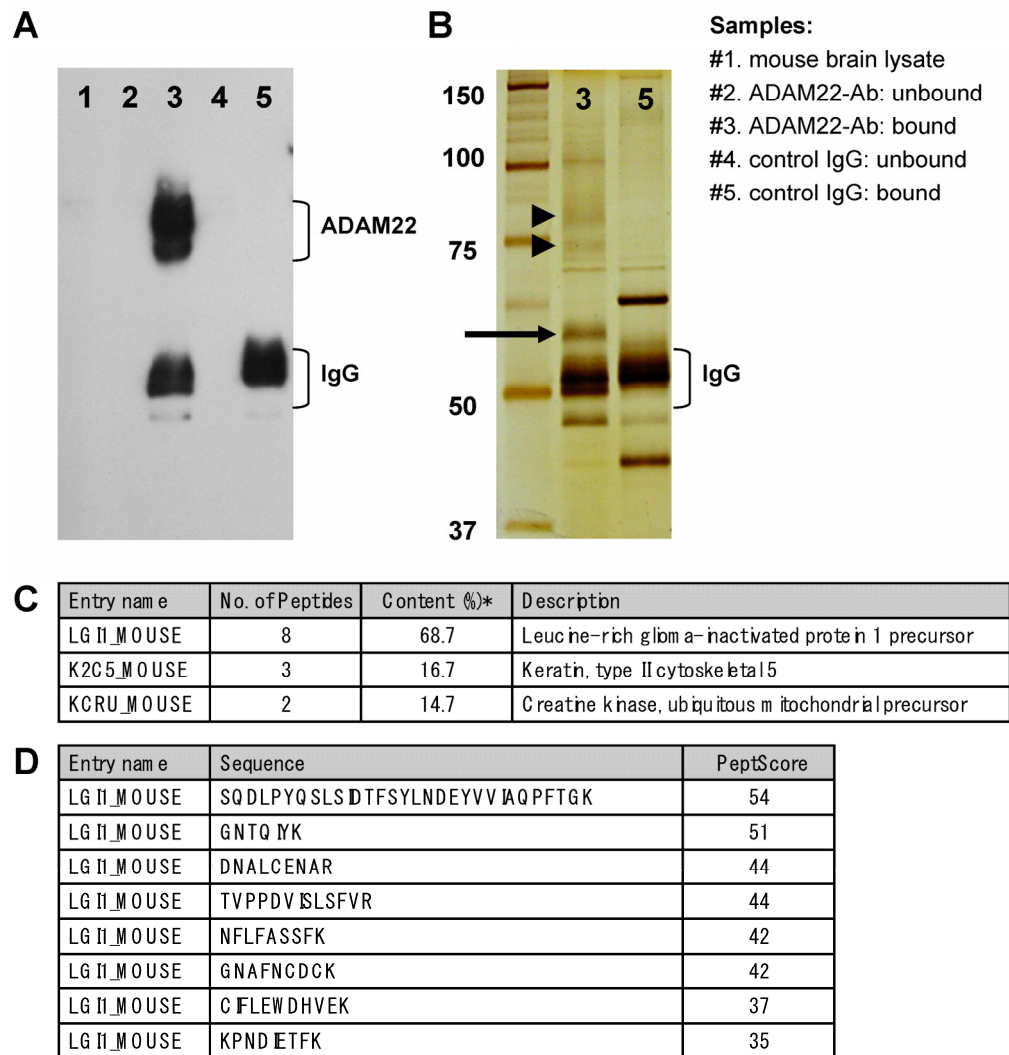 A
1 2 3 4 5
ADAM22
IgG
B
150
100
75
50
37
3 5
IgG
Samples:
#1. mouse brain lysate
#2. ADAM22-Ab: unbound
#3. ADAM22-Ab: bound
#4. control IgG: unbound
#5. control IgG: bound
C
Entry name No. of Peptides Content (%)* Description
LGI1_MOUSE 8 68.7 Leucine-rich glioma-inactivated protein 1 precursor
K2C5_MOUSE 3 16.7 Keratin, type II cytoskeletal 5
KCRU_MOUSE 2 14.7 Creatine kinase, ubiquitous mitochondrial precursor
D
Entry name Sequence PeptScore
LGI1_MOUSE SQDLPYQSLSIDTFSYLNDEYVVIAQPFTGK 54
LGI1_MOUSE GNTQIYK 51
LGI1_MOUSE DNALCENAR 44
LGI1_MOUSE TVPPDVISLSFVR 44
LGI1_MOUSE NFLFASSFK 42
LGI1_MOUSE GNAFNCDCK 42
LGI1_MOUSE CIFLEWDHVEK 37
LGI1_MOUSE KPNDIETFK 35